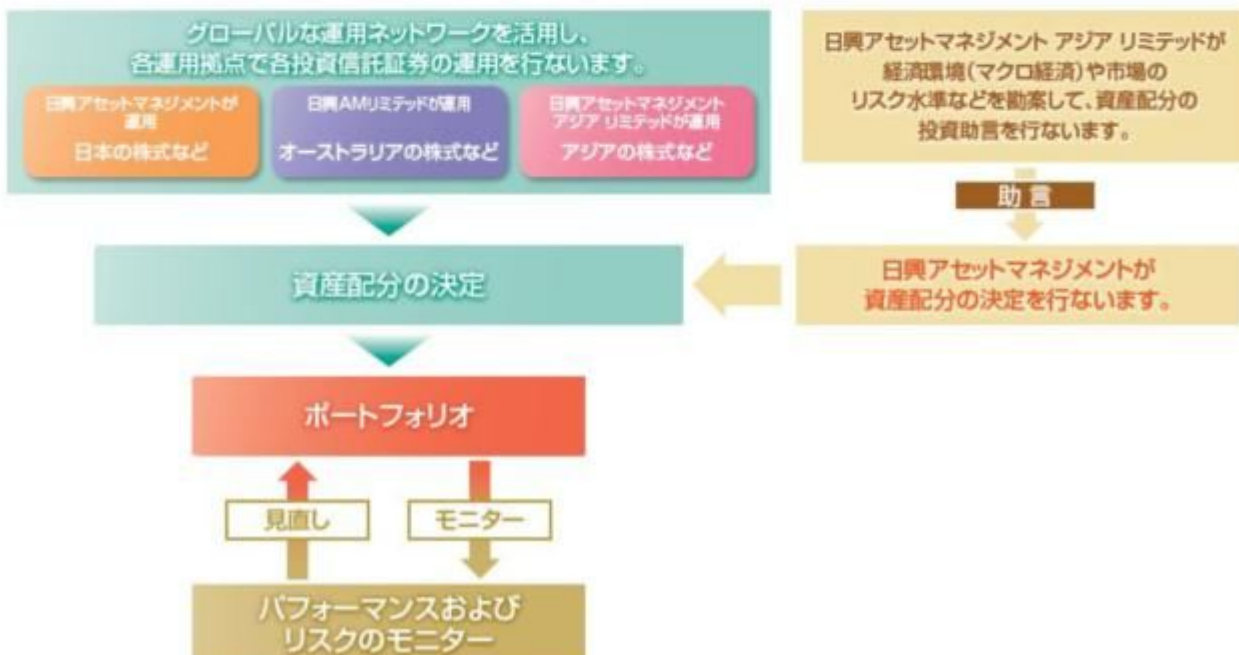 グローバルな運用ネットワークを活用し、
各運用拠点で各投資信託証券の運用を行ないます。
日興アセットマネジメントが
運用
日本の株式など
日興AMリミテッドが運用
オーストラリアの株式など
日興アセットマネジメント
アジア リミテッドが運用
アジアの株式など
日興アセットマネジメント アジア リミテッドが
経済環境(マクロ経済)や市場の
リスク水準などを勘案して、資産配分の
投資助言を行ないます。
助言
資産配分の決定
日興アセットマネジメントが
資産配分の決定を行ないます。
ポートフォリオ
見直し
モニター
パフォーマンスおよび
リスクのモニター